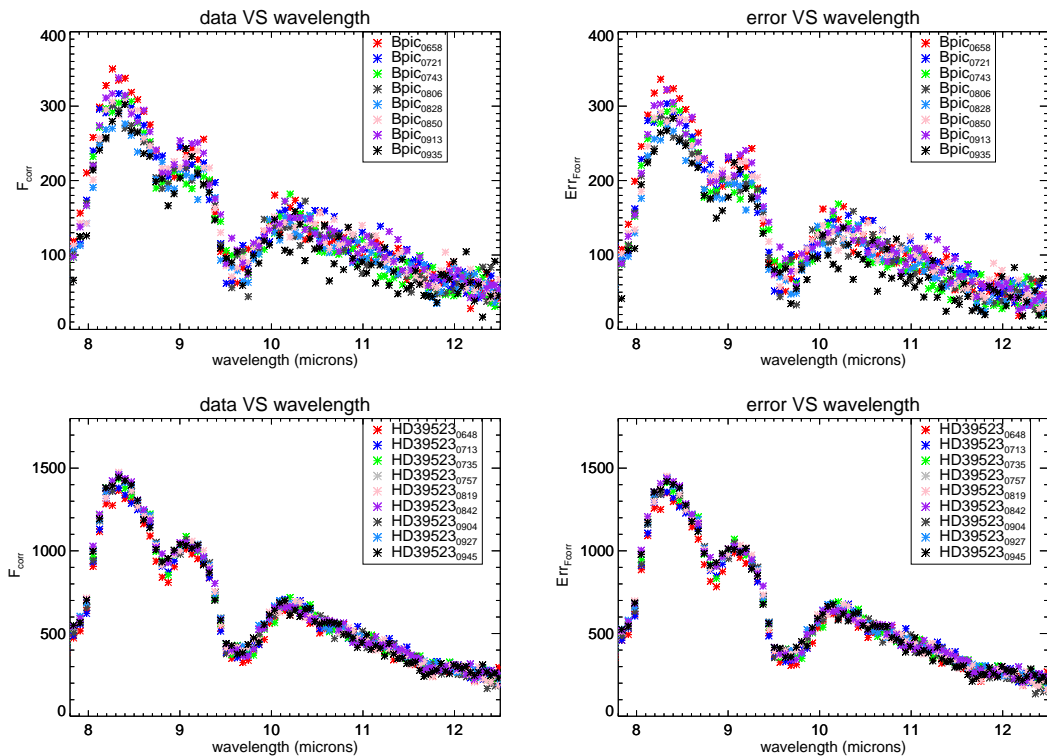 data VS wavelength
400
300
200
100
0
F_corr
8 9 10 11 12
wavelength (microns)
Bpic_0658
Bpic_0721
Bpic_0743
Bpic_0806
Bpic_0828
Bpic_0850
Bpic_0913
Bpic_0935
error VS wavelength
400
300
200
100
0
Err_Fcorr
8 9 10 11 12
wavelength (microns)
Bpic_0658
Bpic_0721
Bpic_0743
Bpic_0806
Bpic_0828
Bpic_0850
Bpic_0913
Bpic_0935
data VS wavelength
1500
1000
500
0
F_corr
8 9 10 11 12
wavelength (microns)
HD39523_0648
HD39523_0713
HD39523_0735
HD39523_0757
HD39523_0819
HD39523_0842
HD39523_0904
HD39523_0927
HD39523_0945
error VS wavelength
1500
1000
500
0
Err_Fcorr
8 9 10 11 12
wavelength (microns)
HD39523_0648
HD39523_0713
HD39523_0735
HD39523_0757
HD39523_0819
HD39523_0842
HD39523_0904
HD39523_0927
HD39523_0945